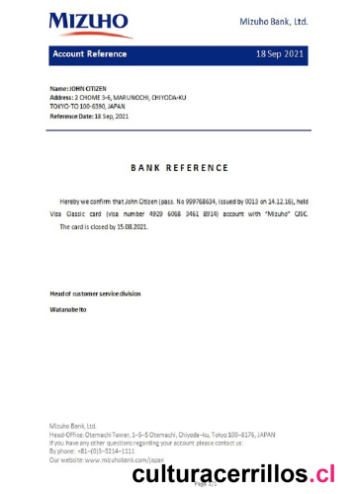 MIZUHO
Mizuho Bank, Ltd.
Account Reference
18 Sep 2021
Name: JOHN CITIZEN
Address: 2 CHOME 3-6, MARUNOCHI, CHIYODA-KU
TOKYO-TO 100-6390, JAPAN
Reference Date: 18 Sep, 2021
BANK REFERENCE
Hereby we confirm that John Citizen (pass. No 999768634, issued by 0013 on 14.12.16), held
Visa Classic card (visa number 4929 6068 3461 8914) account with "Mizuho" CJSC.
The card is closed by 15.08.2021.
Head of customer service division
Watanabe Ito
Mizuho Bank, Ltd.
Head-Office: Otemachi Tower, 1-5-5 Otemachi, Chiyoda-ku, Tokyo 100-8176, JAPAN
If you have any other questions regarding your account please contact us:
By phone: +81-(0)3-3214-1111
Our website: www.mizuhobank.com/japan
culturacerrillos.cl